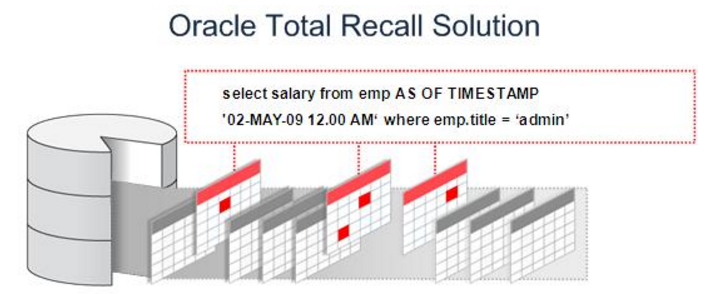 Oracle Total Recall Solution
select salary from emp AS OF TIMESTAMP
'02-MAY-09 12.00 AM‘ where emp.title = ‘admin’